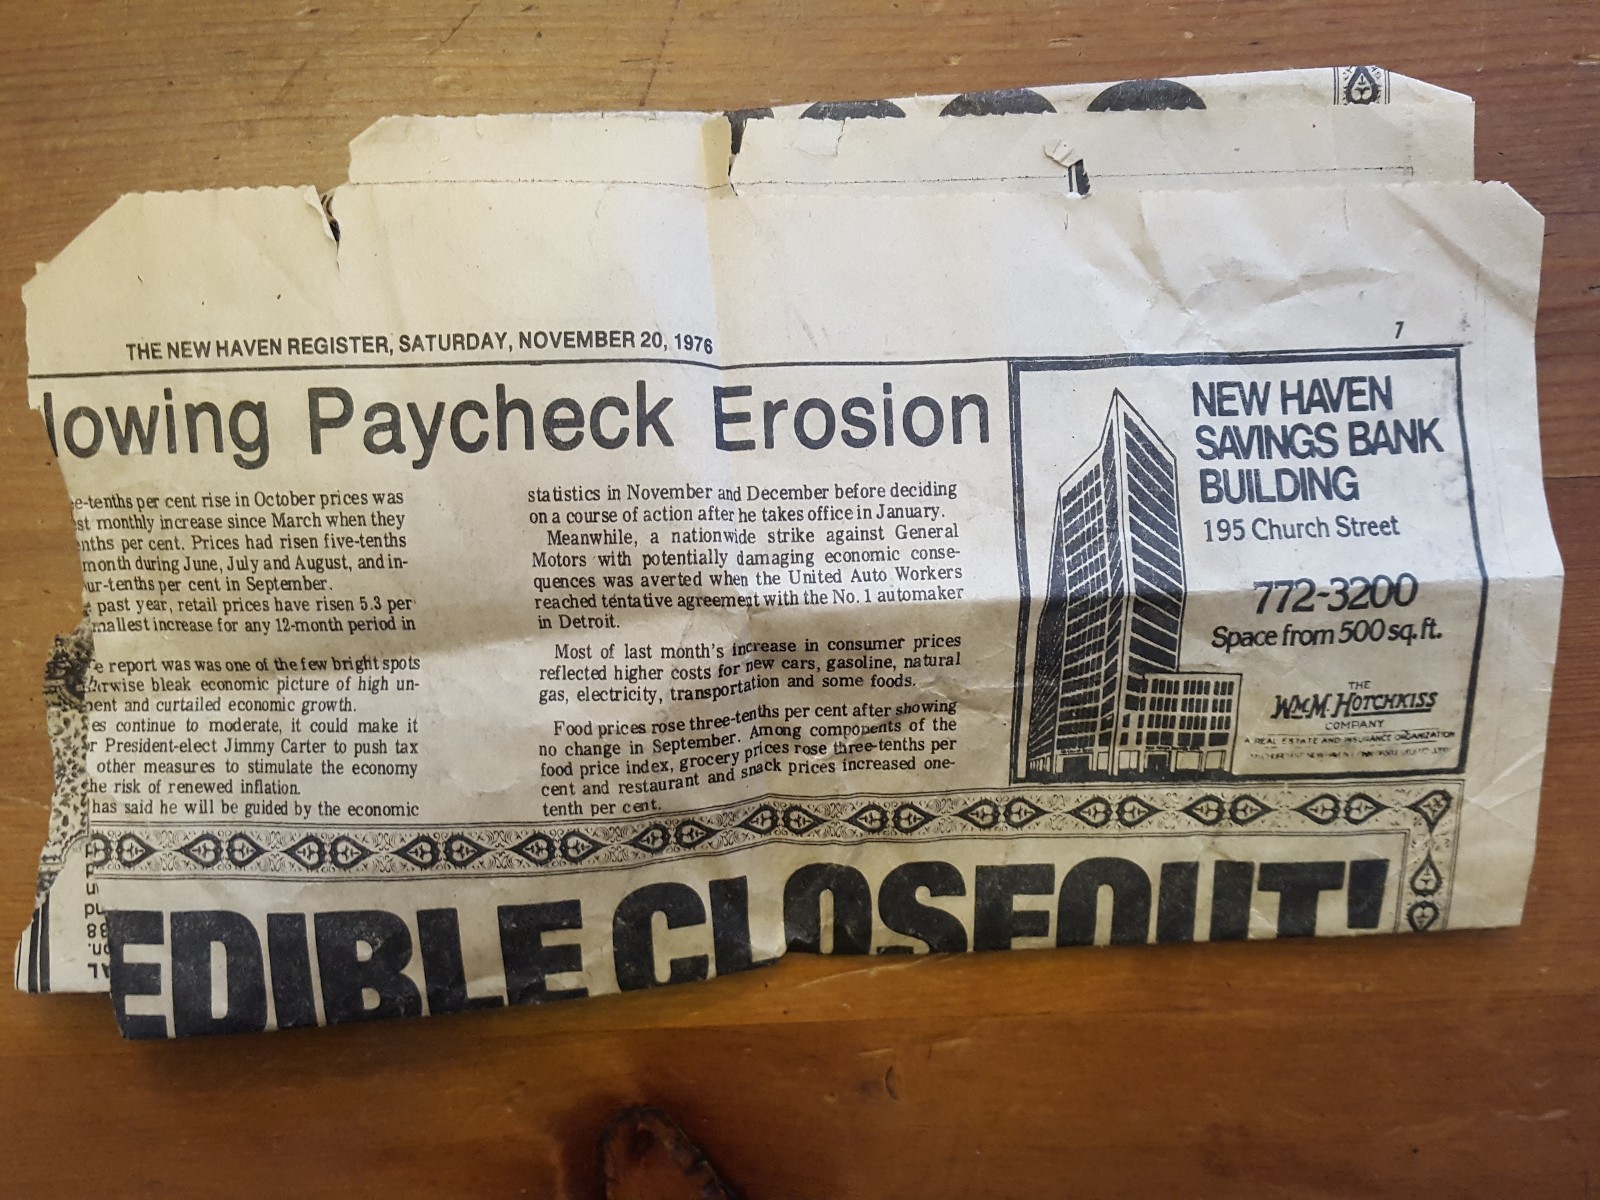 THE NEW HAVEN REGISTER, SATURDAY, NOVEMBER 20, 1976
7
lowing Paycheck Erosion
e-tenths per cent rise in October prices was
st monthly increase since March when they
nths per cent. Prices had risen five-tenths
month during June, July and August, and in-
ur-tenths per cent in September.
past year, retail prices have risen 5.3 per
mallest increase for any 12-month period in
e report was was one of the few bright spots
rwise bleak economic picture of high un-
ment and curtailed economic growth.
es continue to moderate, it could make it
r President-elect Jimmy Carter to push tax
other measures to stimulate the economy
he risk of renewed inflation.
has said he will be guided by the economic
statistics in November and December before deciding
on a course of action after he takes office in January.
Meanwhile, a nationwide strike against General
Motors with potentially damaging economic conse-
quences was averted when the United Auto Workers
reached tentative agreement with the No. 1 automaker
in Detroit.
Most of last month's increase in consumer prices
reflected higher costs for new cars, gasoline, natural
gas, electricity, transportation and some foods.
Food prices rose three-tenths per cent after showing
no change in September. Among components of the
food price index, grocery prices rose three-tenths per
cent and restaurant and snack prices increased one-
tenth per cent.
NEW HAVEN
SAVINGS BANK
BUILDING
195 Church Street
772-3200
Space from 500 sq. ft.
THE
WM. M. HOTCHKISS
COMPANY
A REAL ESTATE AND INSURANCE ORGANIZATION
EDIBLE CLOSEOUT!